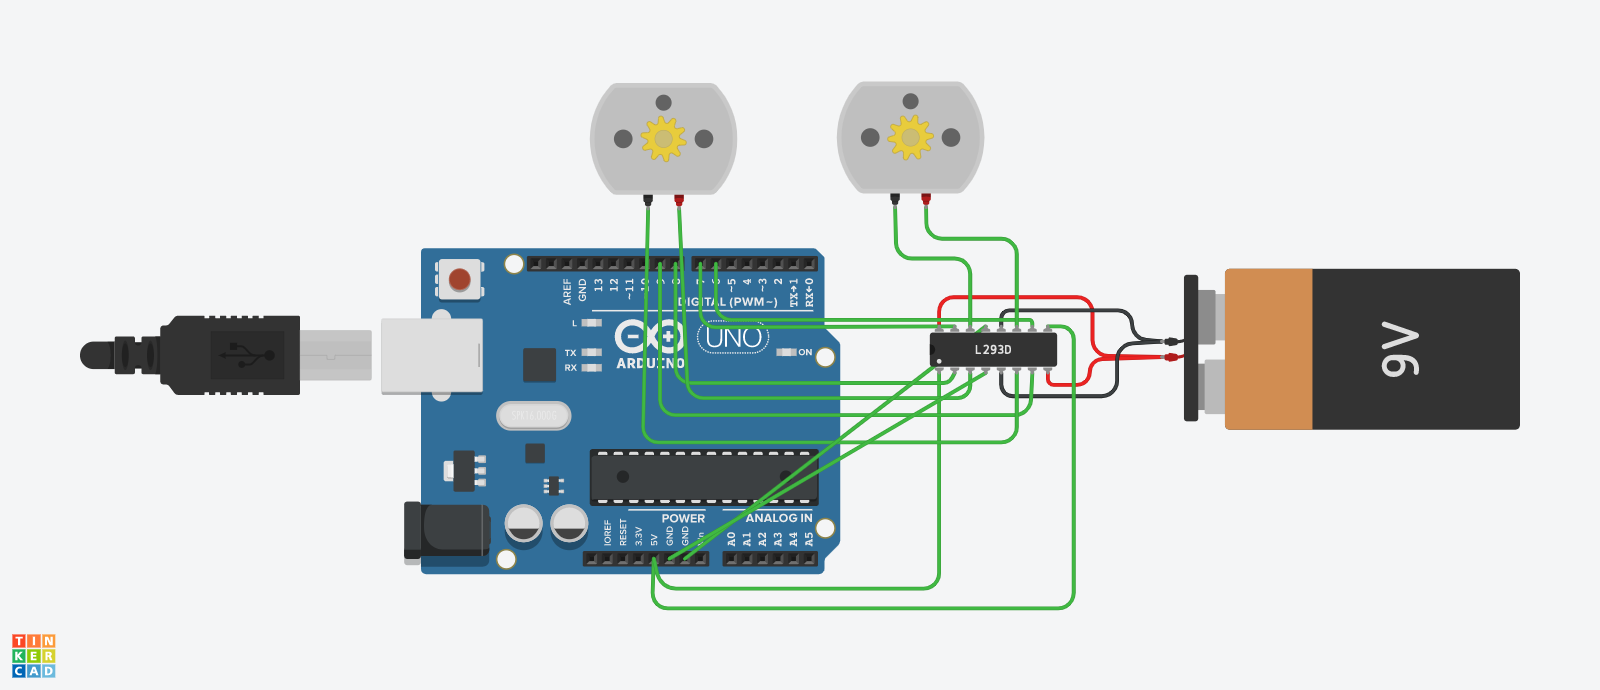 AREF
GND
13
12
~11
10
9
8
7
6
~5
4
~3
2
TX→1
RX←0
DIGITAL (PWM~)
L
TX
RX
UNO
ARDUINO
ON
L293D
9V
POWER
ANALOG IN
IOREF
RESET
3.3V
5V
GND
GND
A0
A1
A2
A3
A4
A5
TIN
KER
CAD